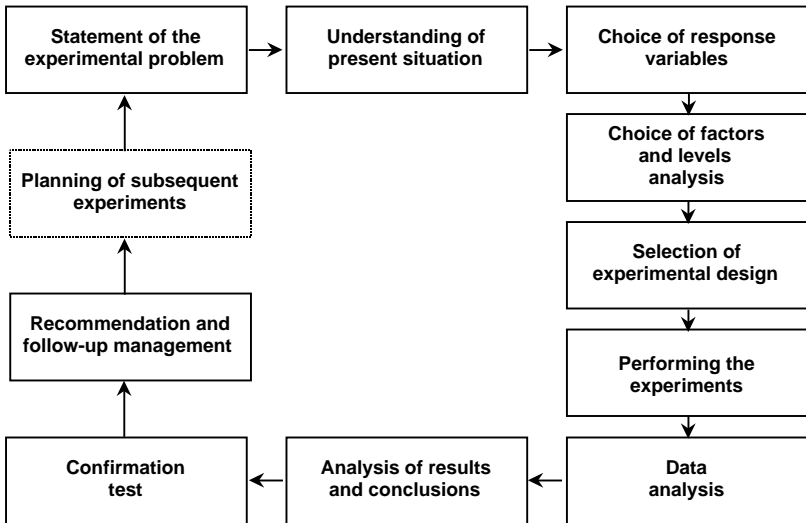 Statement of the
experimental problem
Understanding of
present situation
Choice of response
variables
Choice of factors
and levels
analysis
Selection of
experimental design
Performing the
experiments
Data
analysis
Analysis of results
and conclusions
Confirmation
test
Recommendation and
follow-up management
Planning of subsequent
experiments